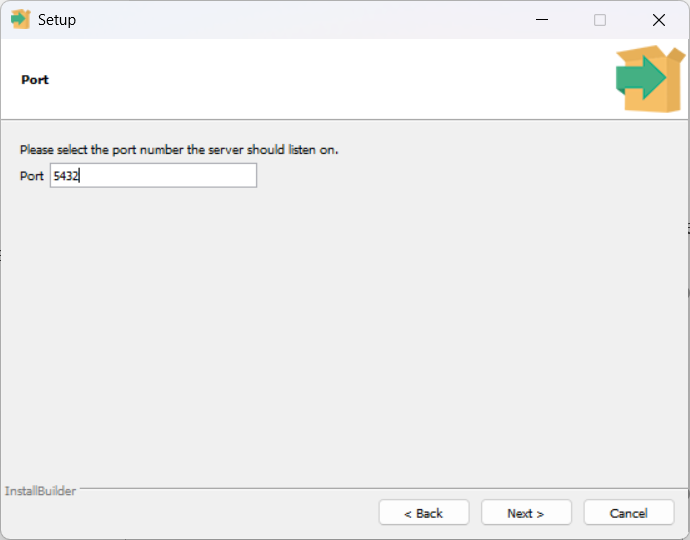 Setup
Port
Please select the port number the server should listen on.
Port 5432
InstallBuilder
< Back Next > Cancel